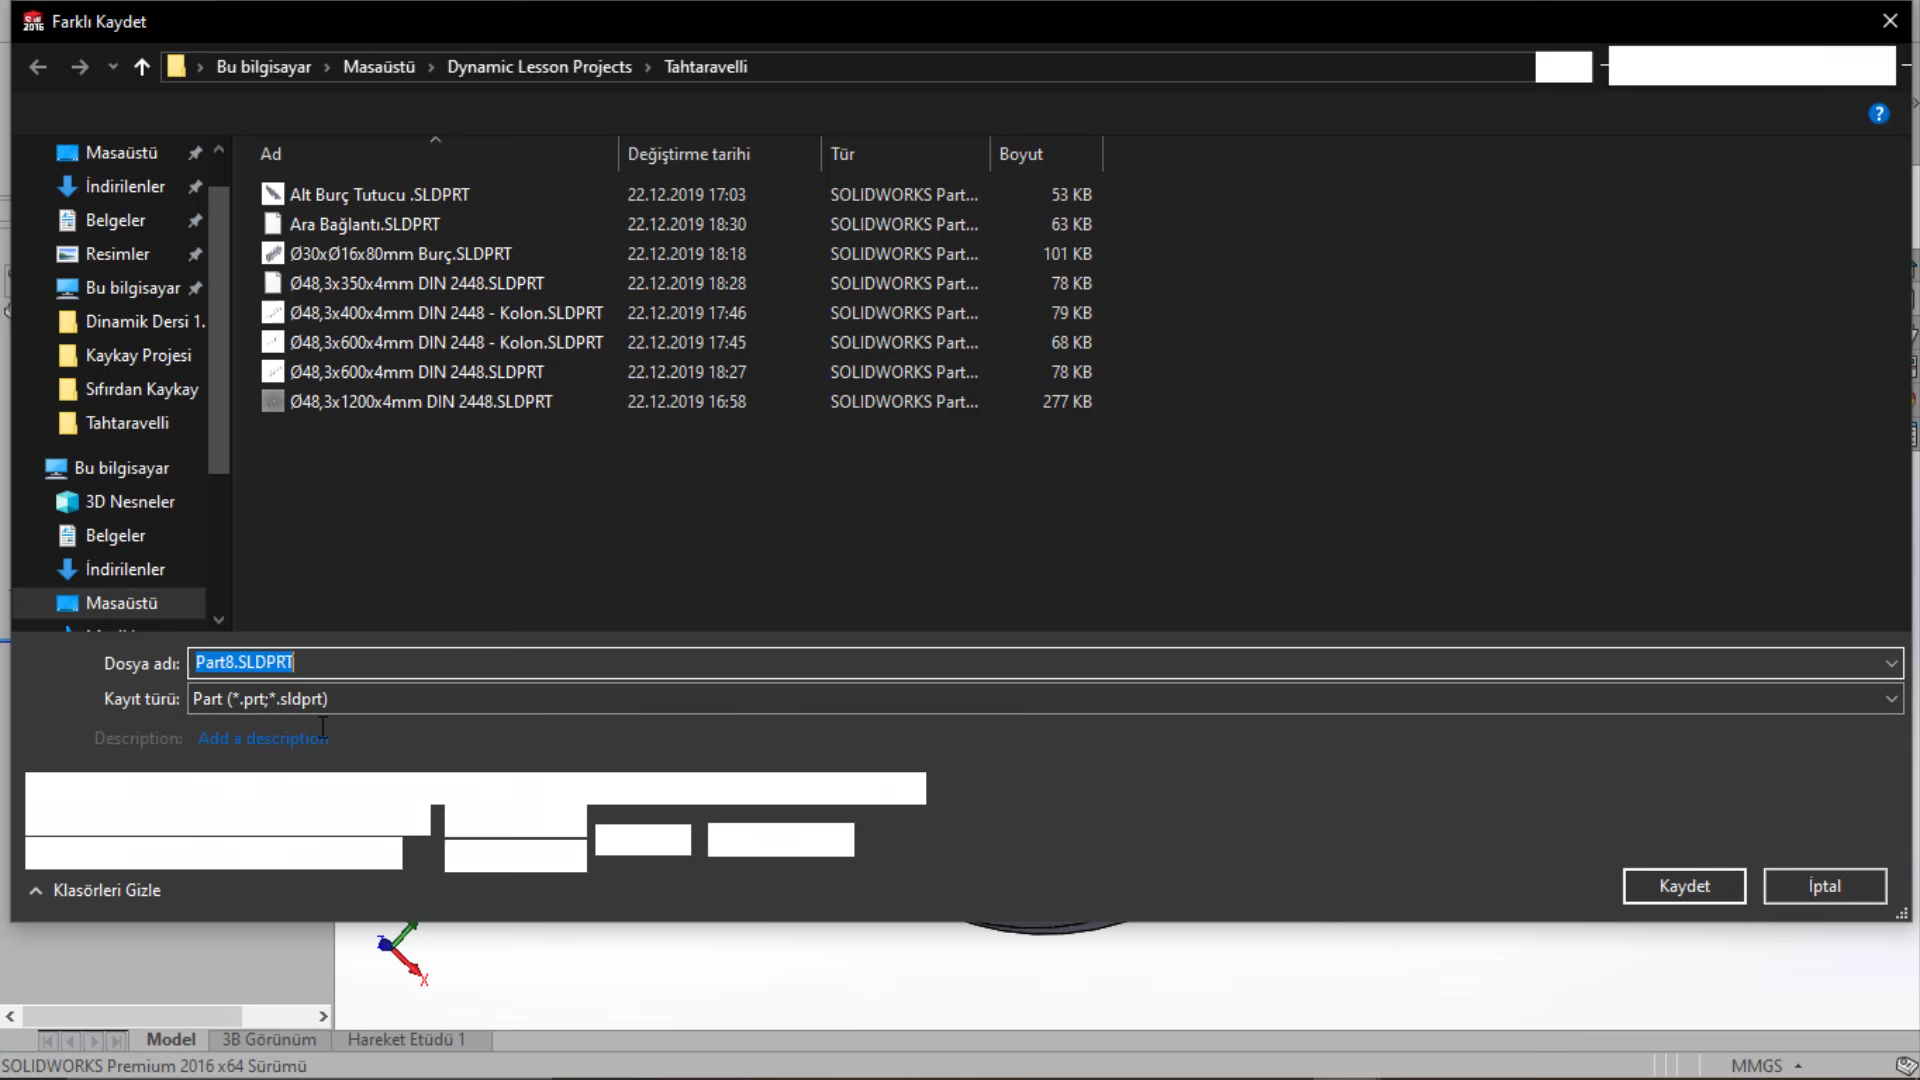 Farklı Kaydet
Bu bilgisayar › Masaüstü › Dynamic Lesson Projects › Tahtaravelli
Masaüstü
İndirilenler
Belgeler
Resimler
Bu bilgisayar
Dinamik Dersi 1.
Kaykay Projesi
Sıfırdan Kaykay
Tahtaravelli
Bu bilgisayar
3D Nesneler
Belgeler
İndirilenler
Masaüstü
Ad Değiştirme tarihi Tür Boyut
Alt Burç Tutucu .SLDPRT 22.12.2019 17:03 SOLIDWORKS Part... 53 KB
Ara Bağlantı.SLDPRT 22.12.2019 18:30 SOLIDWORKS Part... 63 KB
Ø30xØ16x80mm Burç.SLDPRT 22.12.2019 18:18 SOLIDWORKS Part... 101 KB
Ø48,3x350x4mm DIN 2448.SLDPRT 22.12.2019 18:28 SOLIDWORKS Part... 78 KB
Ø48,3x400x4mm DIN 2448 - Kolon.SLDPRT 22.12.2019 17:46 SOLIDWORKS Part... 79 KB
Ø48,3x600x4mm DIN 2448 - Kolon.SLDPRT 22.12.2019 17:45 SOLIDWORKS Part... 68 KB
Ø48,3x600x4mm DIN 2448.SLDPRT 22.12.2019 18:27 SOLIDWORKS Part... 78 KB
Ø48,3x1200x4mm DIN 2448.SLDPRT 22.12.2019 16:58 SOLIDWORKS Part... 277 KB
Dosya adı: Part8.SLDPRT
Kayıt türü: Part (*.prt;*.sldprt)
Description: Add a description
Klasörleri Gizle
Kaydet İptal
X
Model 3B Görünüm Hareket Etüdü 1
SOLIDWORKS Premium 2016 x64 Sürümü MMGS